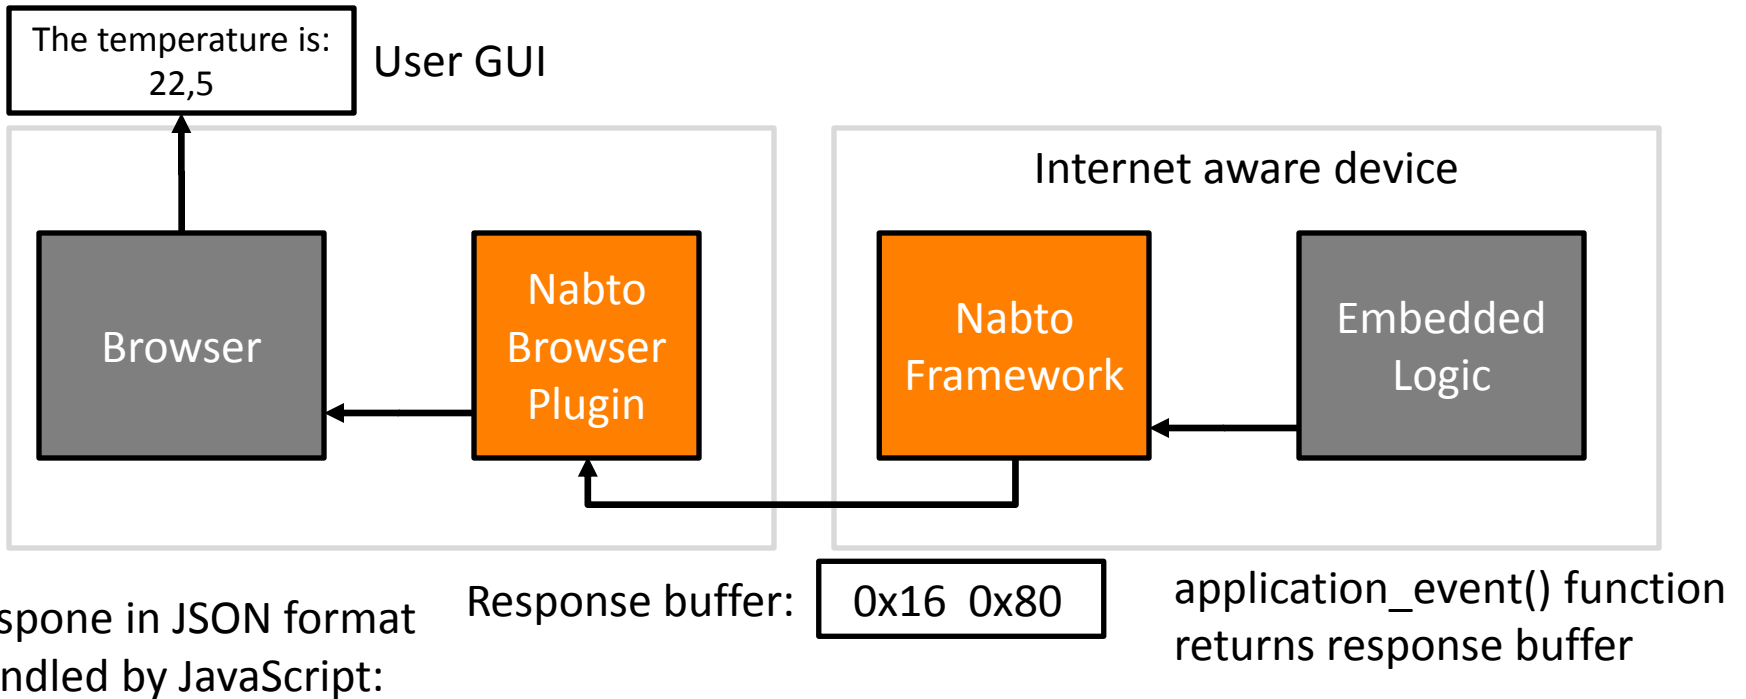 The temperature is:
22,5
User GUI
Internet aware device
Browser
Nabto
Browser
Plugin
Nabto
Framework
Embedded
Logic
Response buffer:
0x16 0x80
application_event() function
returns response buffer
spone in JSON format
ndled by JavaScript: